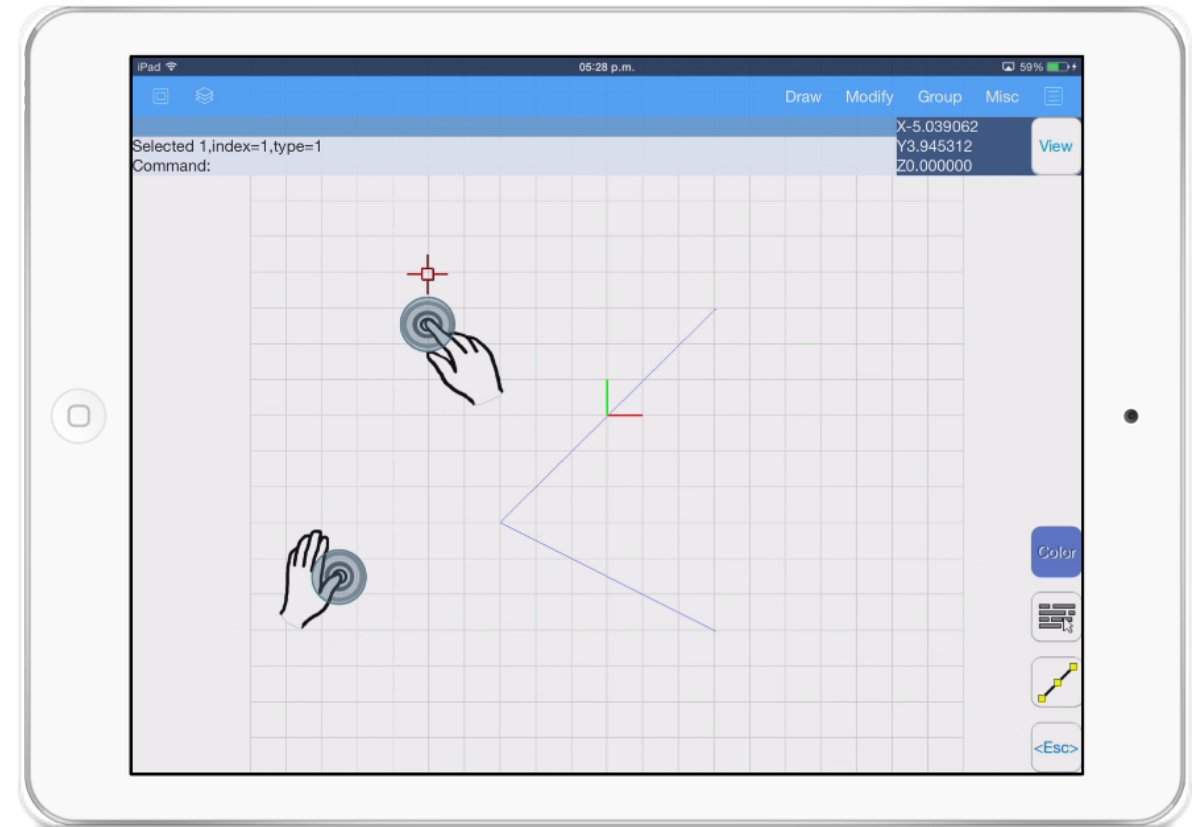 iPad 05:28 p.m. 59%
Draw Modify Group Misc
X-5.039062
Selected 1,index=1,type=1 Y3.945312 View
Command: Z0.000000
Color
<Esc>